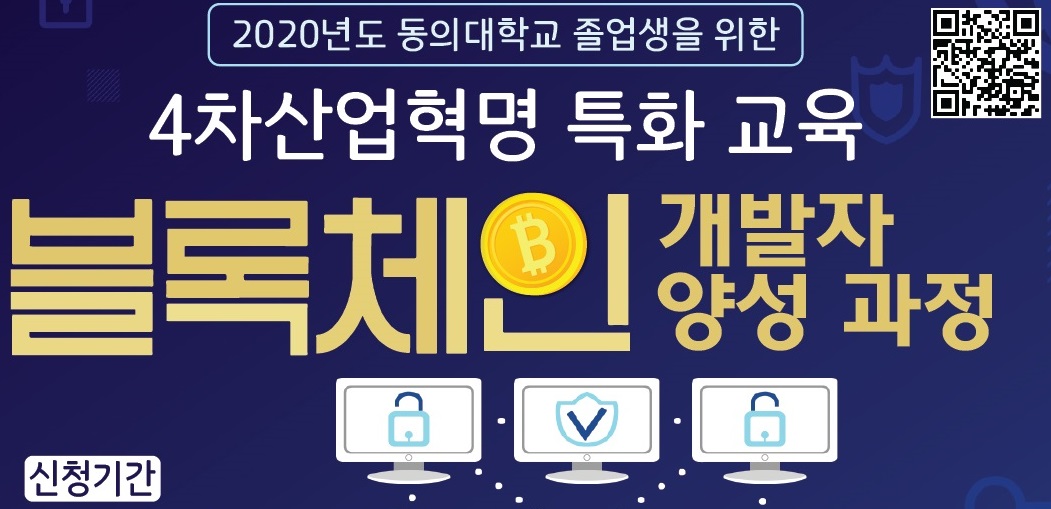 2020년도 동의대학교 졸업생을 위한
4차산업혁명 특화 교육
블록체인 개발자
양성 과정
신청기간